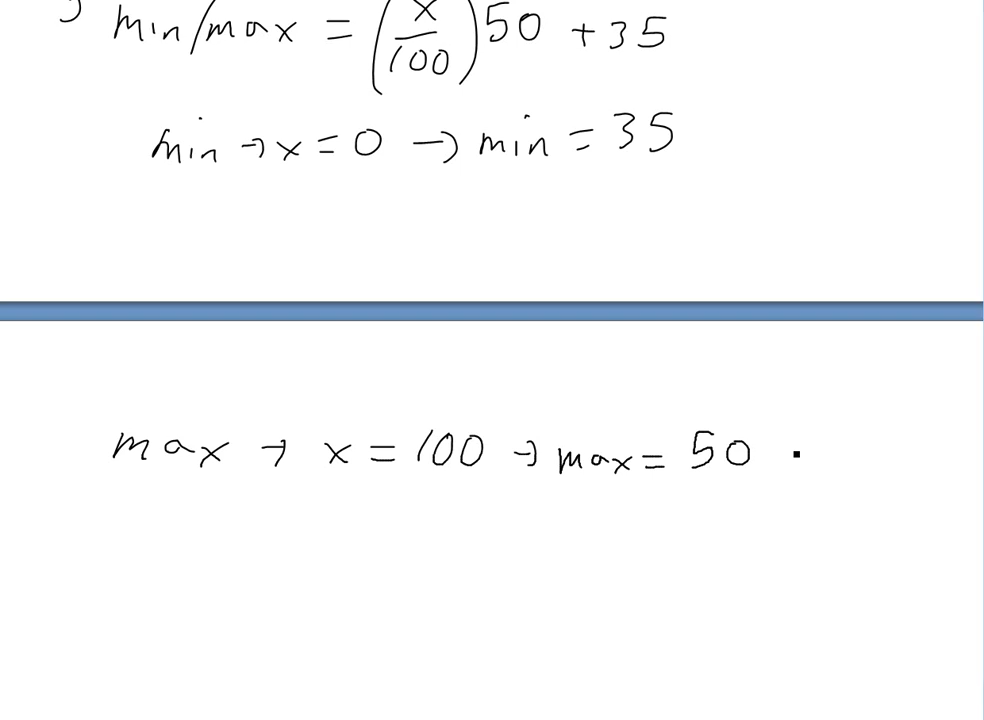 ) min/max = (x/100)50 + 35
min → x = 0 → min = 35
max → x = 100 → max = 50 .